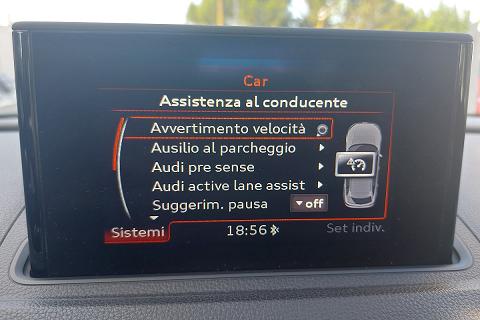 Car
Assistenza al conducente
Avvertimento velocità
Ausilio al parcheggio
Audi pre sense
Audi active lane assist
Suggerim. pausa off
Sistemi 18:56 Set indiv.